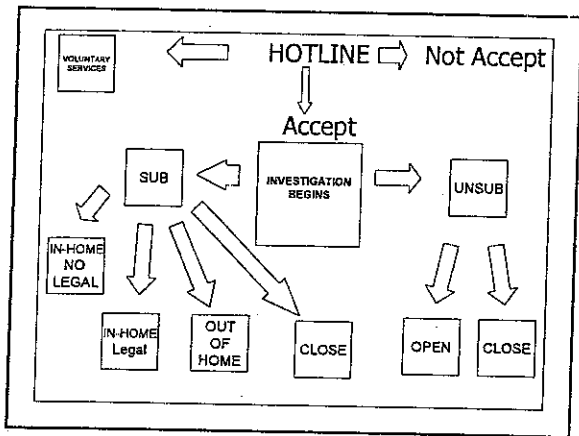 VOLUNTARY
SERVICES
HOTLINE
Not Accept
Accept
SUB
INVESTIGATION
BEGINS
UNSUB
IN-HOME
NO
LEGAL
IN-HOME
Legal
OUT
OF
HOME
CLOSE
OPEN
CLOSE